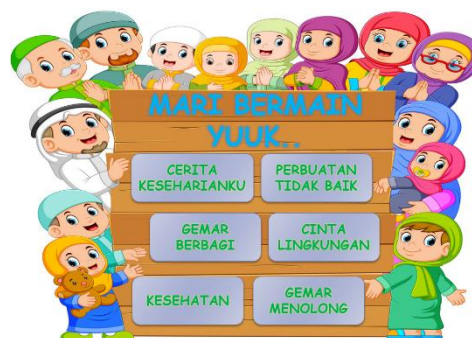 MARI BERMAIN
YUUK..
CERITA
KESEHARIANKU
PERBUATAN
TIDAK BAIK
GEMAR
BERBAGI
CINTA
LINGKUNGAN
KESEHATAN
GEMAR
MENOLONG